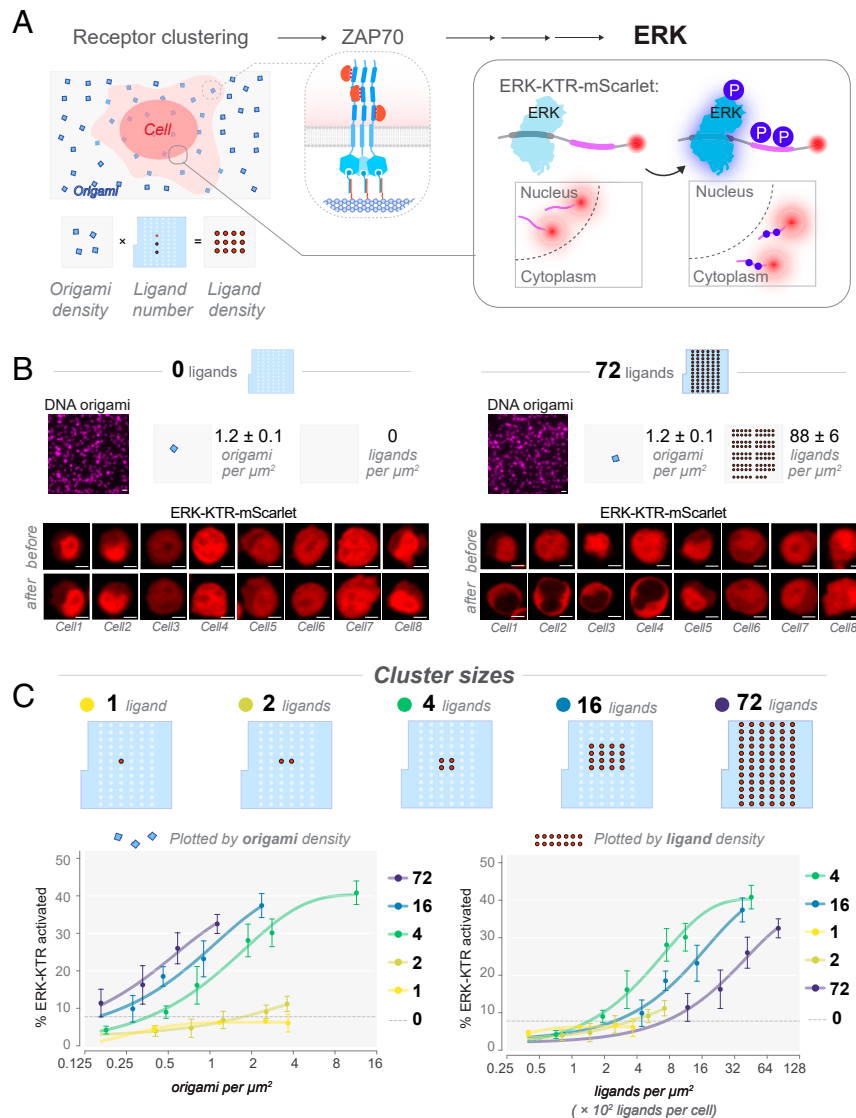 A
Receptor clustering
ZAP70
ERK
Cell
Origami
×
=
Origami density
Ligand number
Ligand density
ERK-KTR-mScarlet:
ERK
P
ERK
P
P
Nucleus
Cytoplasm
Nucleus
Cytoplasm
B
0 ligands
DNA origami
1.2 ± 0.1
origami
per μm²
0
ligands
per μm²
ERK-KTR-mScarlet
before
after
Cell1 Cell2 Cell3 Cell4 Cell5 Cell6 Cell7 Cell8
72 ligands
DNA origami
1.2 ± 0.1
origami
per μm²
88 ± 6
ligands
per μm²
ERK-KTR-mScarlet
before
after
Cell1 Cell2 Cell3 Cell4 Cell5 Cell6 Cell7 Cell8
C
Cluster sizes
1 ligand
2 ligands
4 ligands
16 ligands
72 ligands
Plotted by origami density
% ERK-KTR activated
50
40
30
20
10
0
0.125 0.25 0.5 1 2 4 8 16
origami per μm²
72
16
4
2
1
0
Plotted by ligand density
% ERK-KTR activated
50
40
30
20
10
0
0.25 0.5 1 2 4 8 16 32 64 128
ligands per μm²
( × 10² ligands per cell)
4
16
1
2
72
0